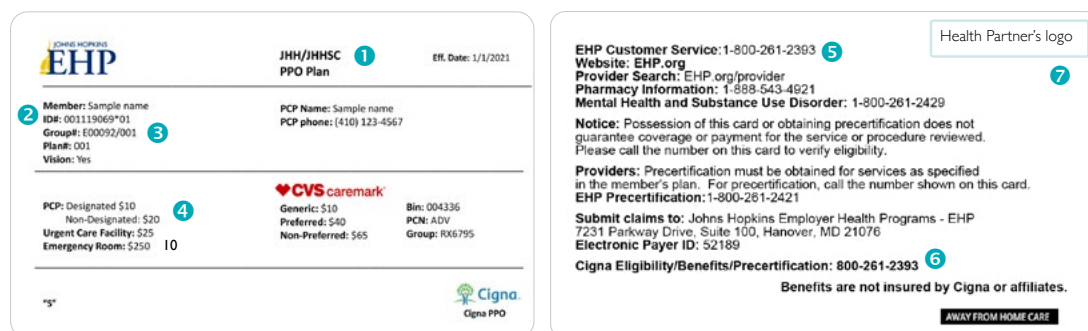 JOHNS HOPKINS
EHP
JHH/JHHSC 1
PPO Plan
Eff. Date: 1/1/2021
Member: Sample name
2 ID#: 001119069*01
Group#: E00092/001 3
Plan#: 001
Vision: Yes
PCP Name: Sample name
PCP phone: (410) 123-4567
PCP: Designated $10
Non-Designated: $20 4
Urgent Care Facility: $25
Emergency Room: $250 10
CVS caremark
Generic: $10
Preferred: $40
Non-Preferred: $65
Bin: 004336
PCN: ADV
Group: RX6795
"S"
Cigna.
Cigna PPO
Health Partner's logo
7
EHP Customer Service:1-800-261-2393 5
Website: EHP.org
Provider Search: EHP.org/provider
Pharmacy Information: 1-888-543-4921
Mental Health and Substance Use Disorder: 1-800-261-2429
Notice: Possession of this card or obtaining precertification does not
guarantee coverage or payment for the service or procedure reviewed.
Please call the number on this card to verify eligibility.
Providers: Precertification must be obtained for services as specified
in the member's plan. For precertification, call the number shown on this card.
EHP Precertification:1-800-261-2421
Submit claims to: Johns Hopkins Employer Health Programs - EHP
7231 Parkway Drive, Suite 100, Hanover, MD 21076
Electronic Payer ID: 52189
Cigna Eligibility/Benefits/Precertification: 800-261-2393 6
Benefits are not insured by Cigna or affiliates.
AWAY FROM HOME CARE